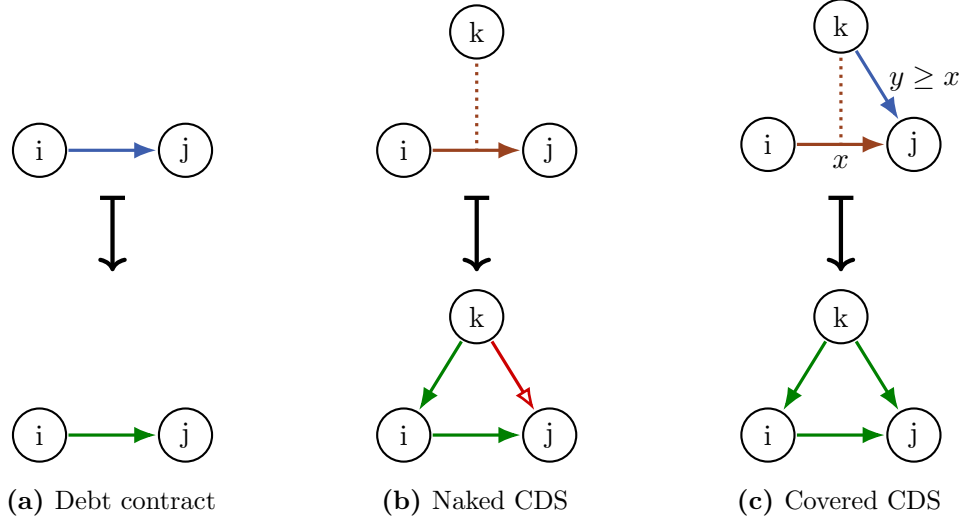 k
k
y ≥ x
i
j
i
j
i
j
x
k
k
i
j
i
j
i
j
(a) Debt contract
(b) Naked CDS
(c) Covered CDS